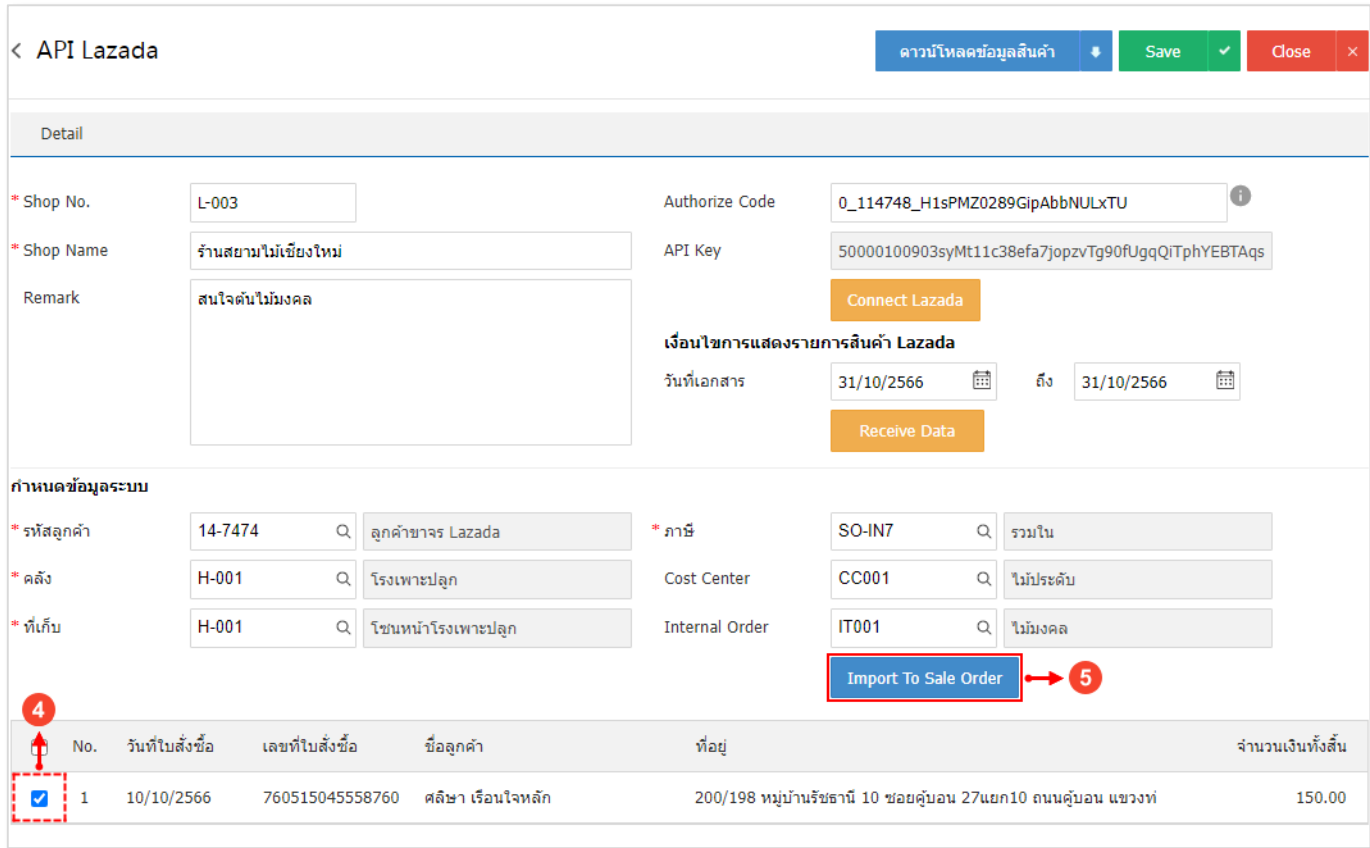 API Lazada
ดาวน์โหลดข้อมูลสินค้า
Save
Close
Detail
* Shop No. L-003
Authorize Code 0_114748_H1sPMZ0289GipAbbNULxTU
* Shop Name ร้านสยามไม้เชียงใหม่
API Key 50000100903syMt11c38efa7jopzvTg90fUgqQiTphYEBTAqs
Remark สนใจต้นไม้มงคล
Connect Lazada
เงื่อนไขการแสดงรายการสินค้า Lazada
วันที่เอกสาร 31/10/2566 ถึง 31/10/2566
Receive Data
กำหนดข้อมูลระบบ
* รหัสลูกค้า 14-7474 ลูกค้าขาจร Lazada * ภาษี SO-IN7 รวมใน
* คลัง H-001 โรงเพาะปลูก Cost Center CC001 ไม้ประดับ
* ที่เก็บ H-001 โซนหน้าโรงเพาะปลูก Internal Order IT001 ไม้มงคล
Import To Sale Order 5
4
No. วันที่ใบสั่งซื้อ เลขที่ใบสั่งซื้อ ชื่อลูกค้า ที่อยู่ จำนวนเงินทั้งสิ้น
1 10/10/2566 760515045558760 ศลิษา เรือนใจหลัก 200/198 หมู่บ้านรัชธานี 10 ซอยคู้บอน 27แยก10 ถนนคู้บอน แขวงท่ 150.00